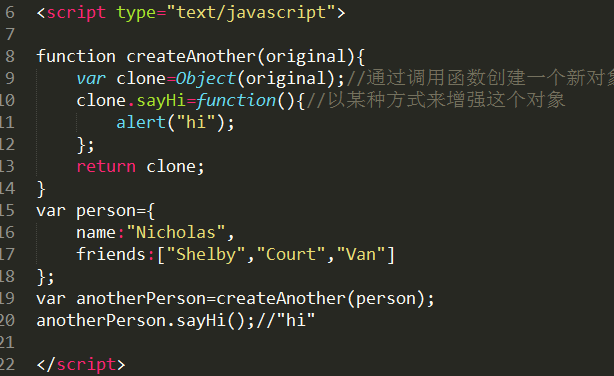 6 <script type="text/javascript">
7
8 function createAnother(original){
9 var clone=Object(original);//通过调用函数创建一个新对
10 clone.sayHi=function(){//以某种方式来增强这个对象
11 alert("hi");
12 };
13 return clone;
14 }
15 var person={
16 name:"Nicholas",
17 friends:["Shelby","Court","Van"]
18 };
19 var anotherPerson=createAnother(person);
20 anotherPerson.sayHi();//"hi"
21
22 </script>